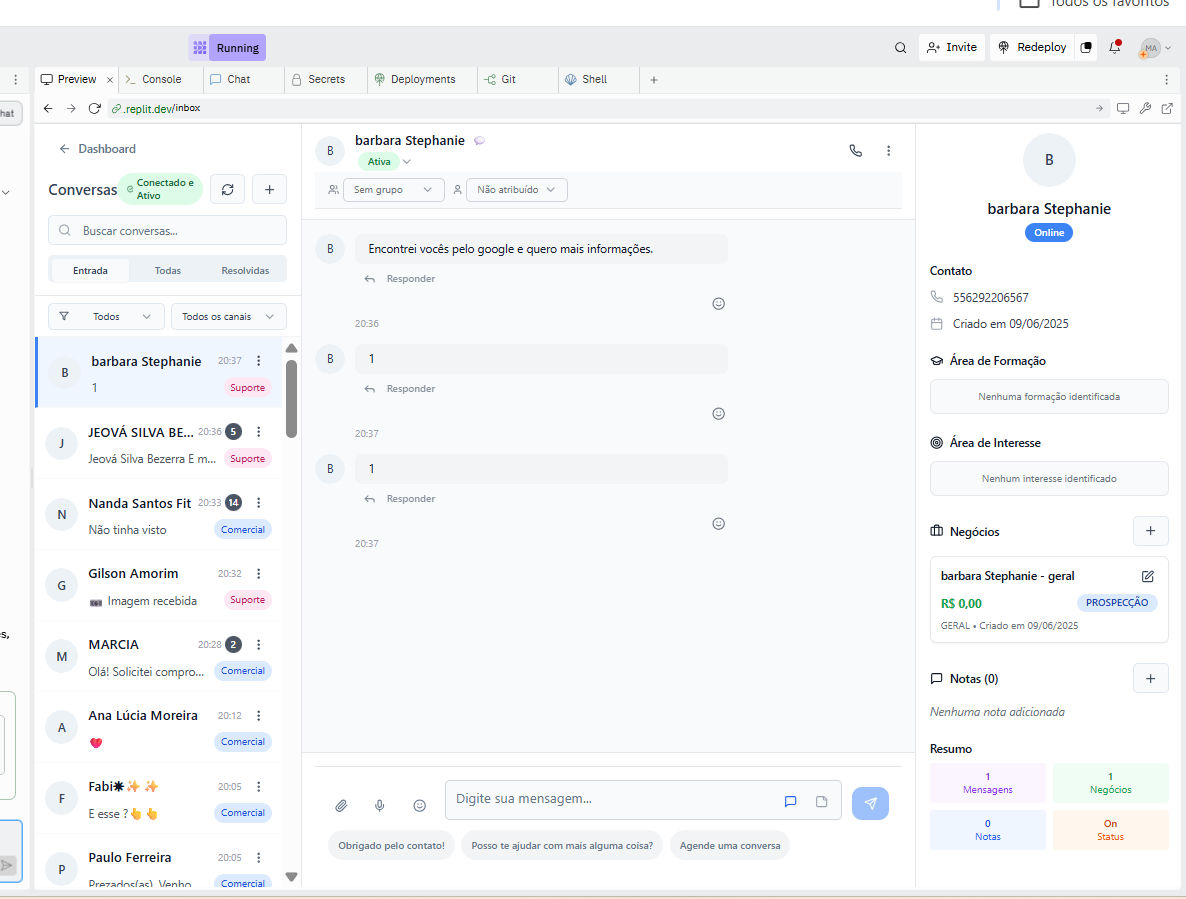 Todos os favoritos
Running
Invite
Redeploy
MA
Preview
Console
Chat
Secrets
Deployments
Git
Shell
hat
.replit.dev/inbox
Dashboard
Conversas
Conectado e
Ativo
Buscar conversas...
Entrada
Todas
Resolvidas
Todos
Todos os canais
B
barbara Stephanie
20:37
1
Suporte
J
JEOVÁ SILVA BE...
20:36
5
Jeová Silva Bezerra E m...
Suporte
N
Nanda Santos Fit
20:33
14
Não tinha visto
Comercial
G
Gilson Amorim
20:32
Imagem recebida
Suporte
M
MARCIA
20:28
2
Olá! Solicitei compro...
Comercial
A
Ana Lúcia Moreira
20:12
Comercial
F
Fabi
20:05
E esse ?
Comercial
P
Paulo Ferreira
20:05
Prezados(as), Venho
Comercial
s,
B
barbara Stephanie
Ativa
Sem grupo
Não atribuído
B
Encontrei vocês pelo google e quero mais informações.
Responder
20:36
B
1
Responder
20:37
B
1
Responder
20:37
Digite sua mensagem...
Obrigado pelo contato!
Posso te ajudar com mais alguma coisa?
Agende uma conversa
B
barbara Stephanie
Online
Contato
556292206567
Criado em 09/06/2025
Área de Formação
Nenhuma formação identificada
Área de Interesse
Nenhum interesse identificado
Negócios
barbara Stephanie - geral
R$ 0,00
PROSPECÇÃO
GERAL • Criado em 09/06/2025
Notas (0)
Nenhuma nota adicionada
Resumo
1
Mensagens
1
Negócios
0
Notas
On
Status